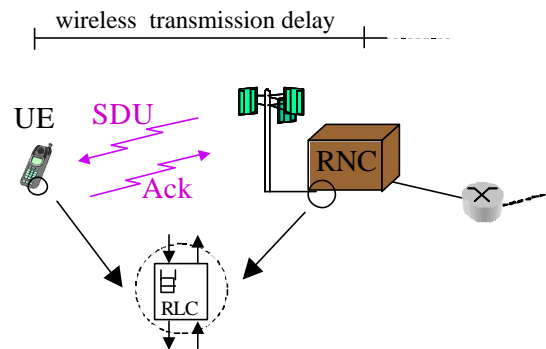 wireless transmission delay
UE
SDU
Ack
RNC
RLC